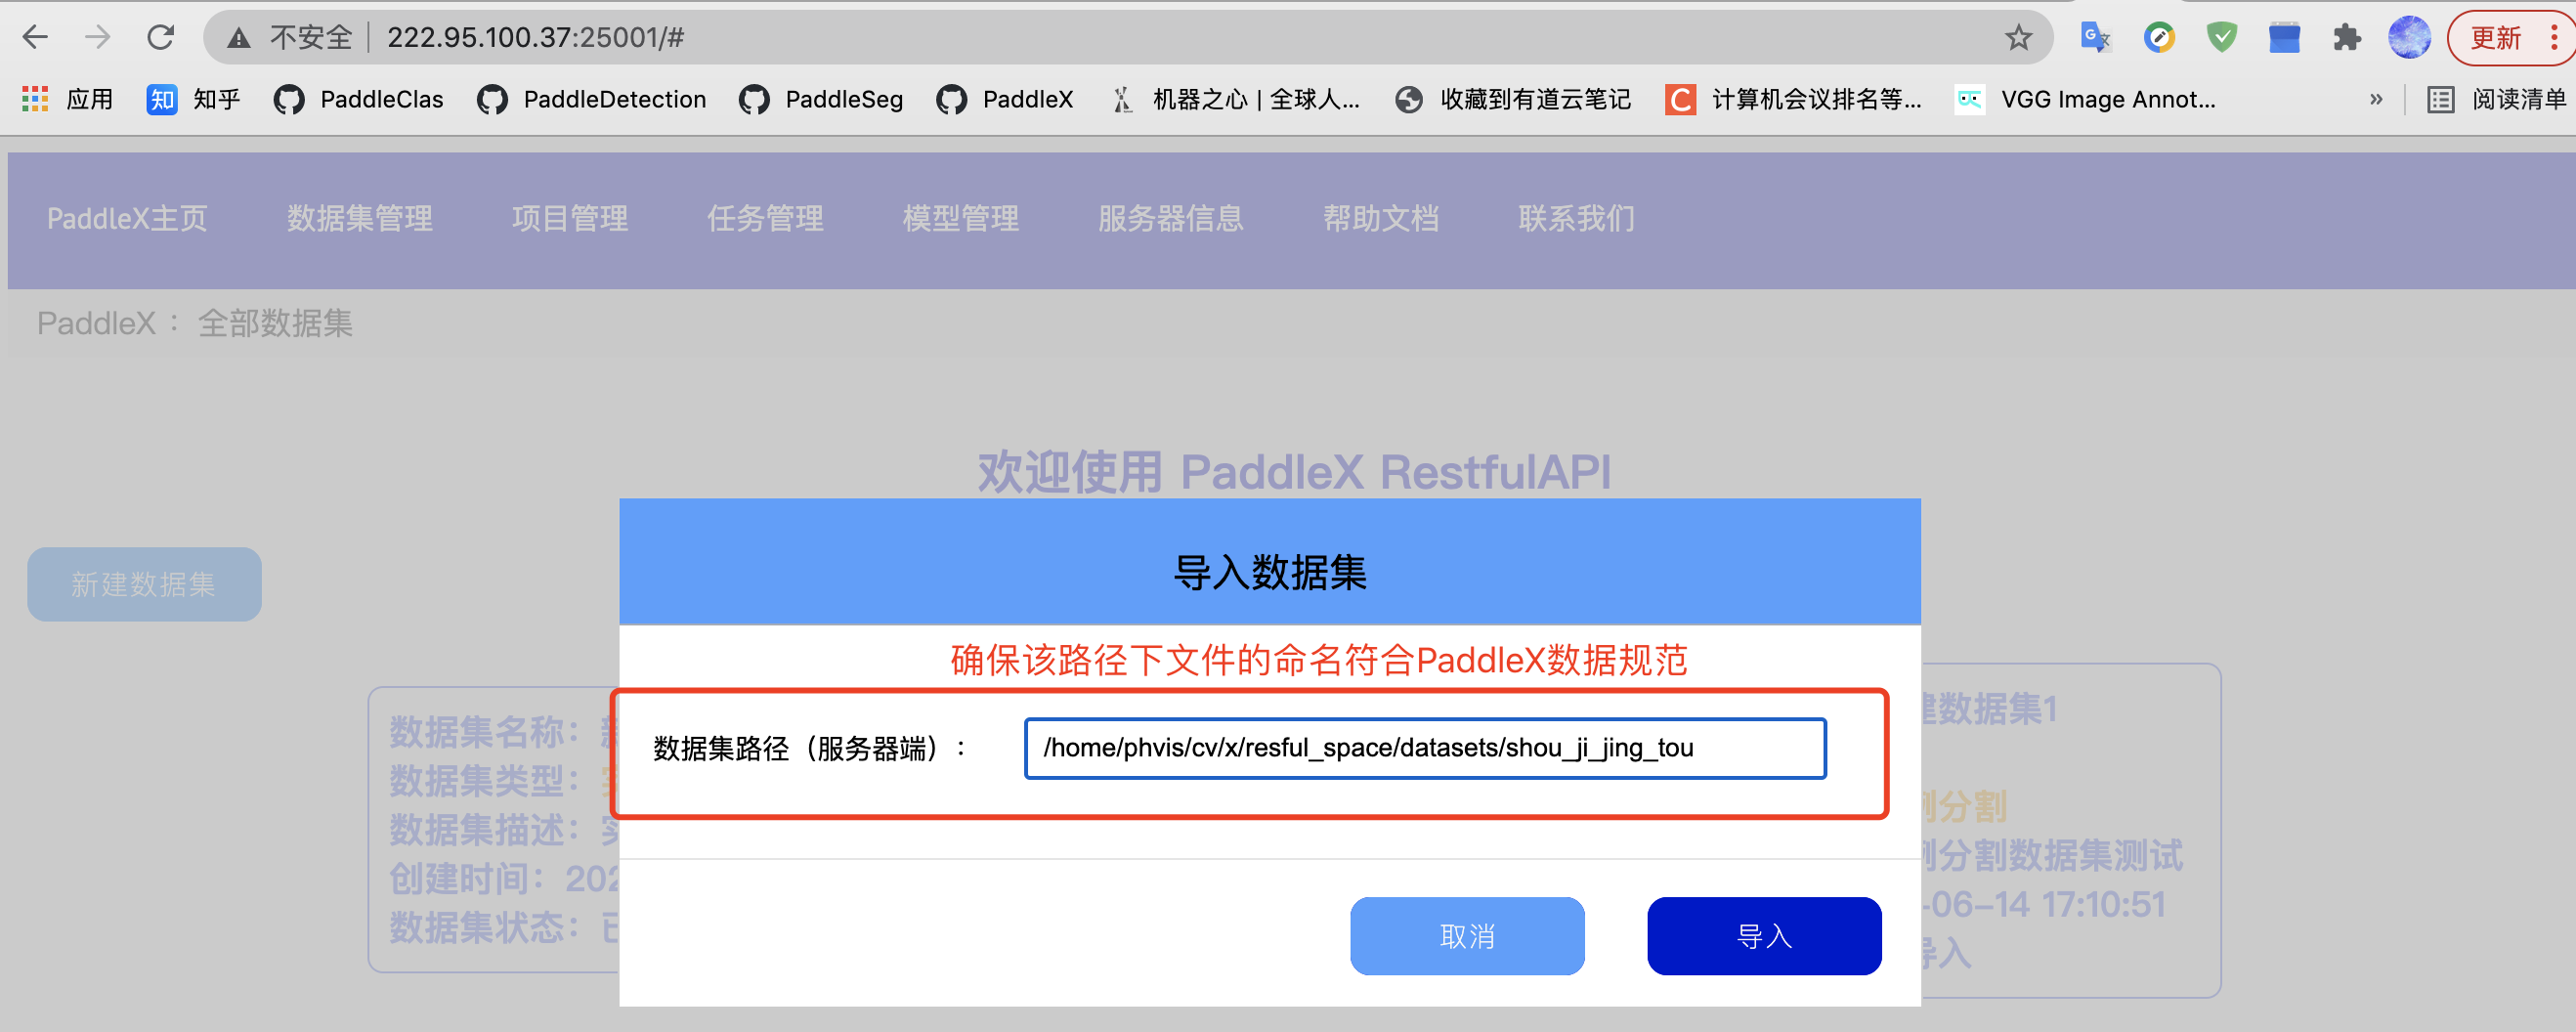 不安全 222.95.100.37:25001/# 更新
应用 知 知乎 PaddleClas PaddleDetection PaddleSeg PaddleX 机器之心 | 全球人... 收藏到有道云笔记 C 计算机会议排名等... VGG Image Annot... » 阅读清单
PaddleX主页 数据集管理 项目管理 任务管理 模型管理 服务器信息 帮助文档 联系我们
PaddleX： 全部数据集
欢迎使用 PaddleX RestfulAPI
新建数据集
导入数据集
确保该路径下文件的命名符合PaddleX数据规范
数据集路径（服务器端）： /home/phvis/cv/x/resful_space/datasets/shou_ji_jing_tou
取消 导入
数据集名称：
数据集类型：
数据集描述：
创建时间：202
数据集状态：
数据集1
分割
分割数据集测试
-06-14 17:10:51
入